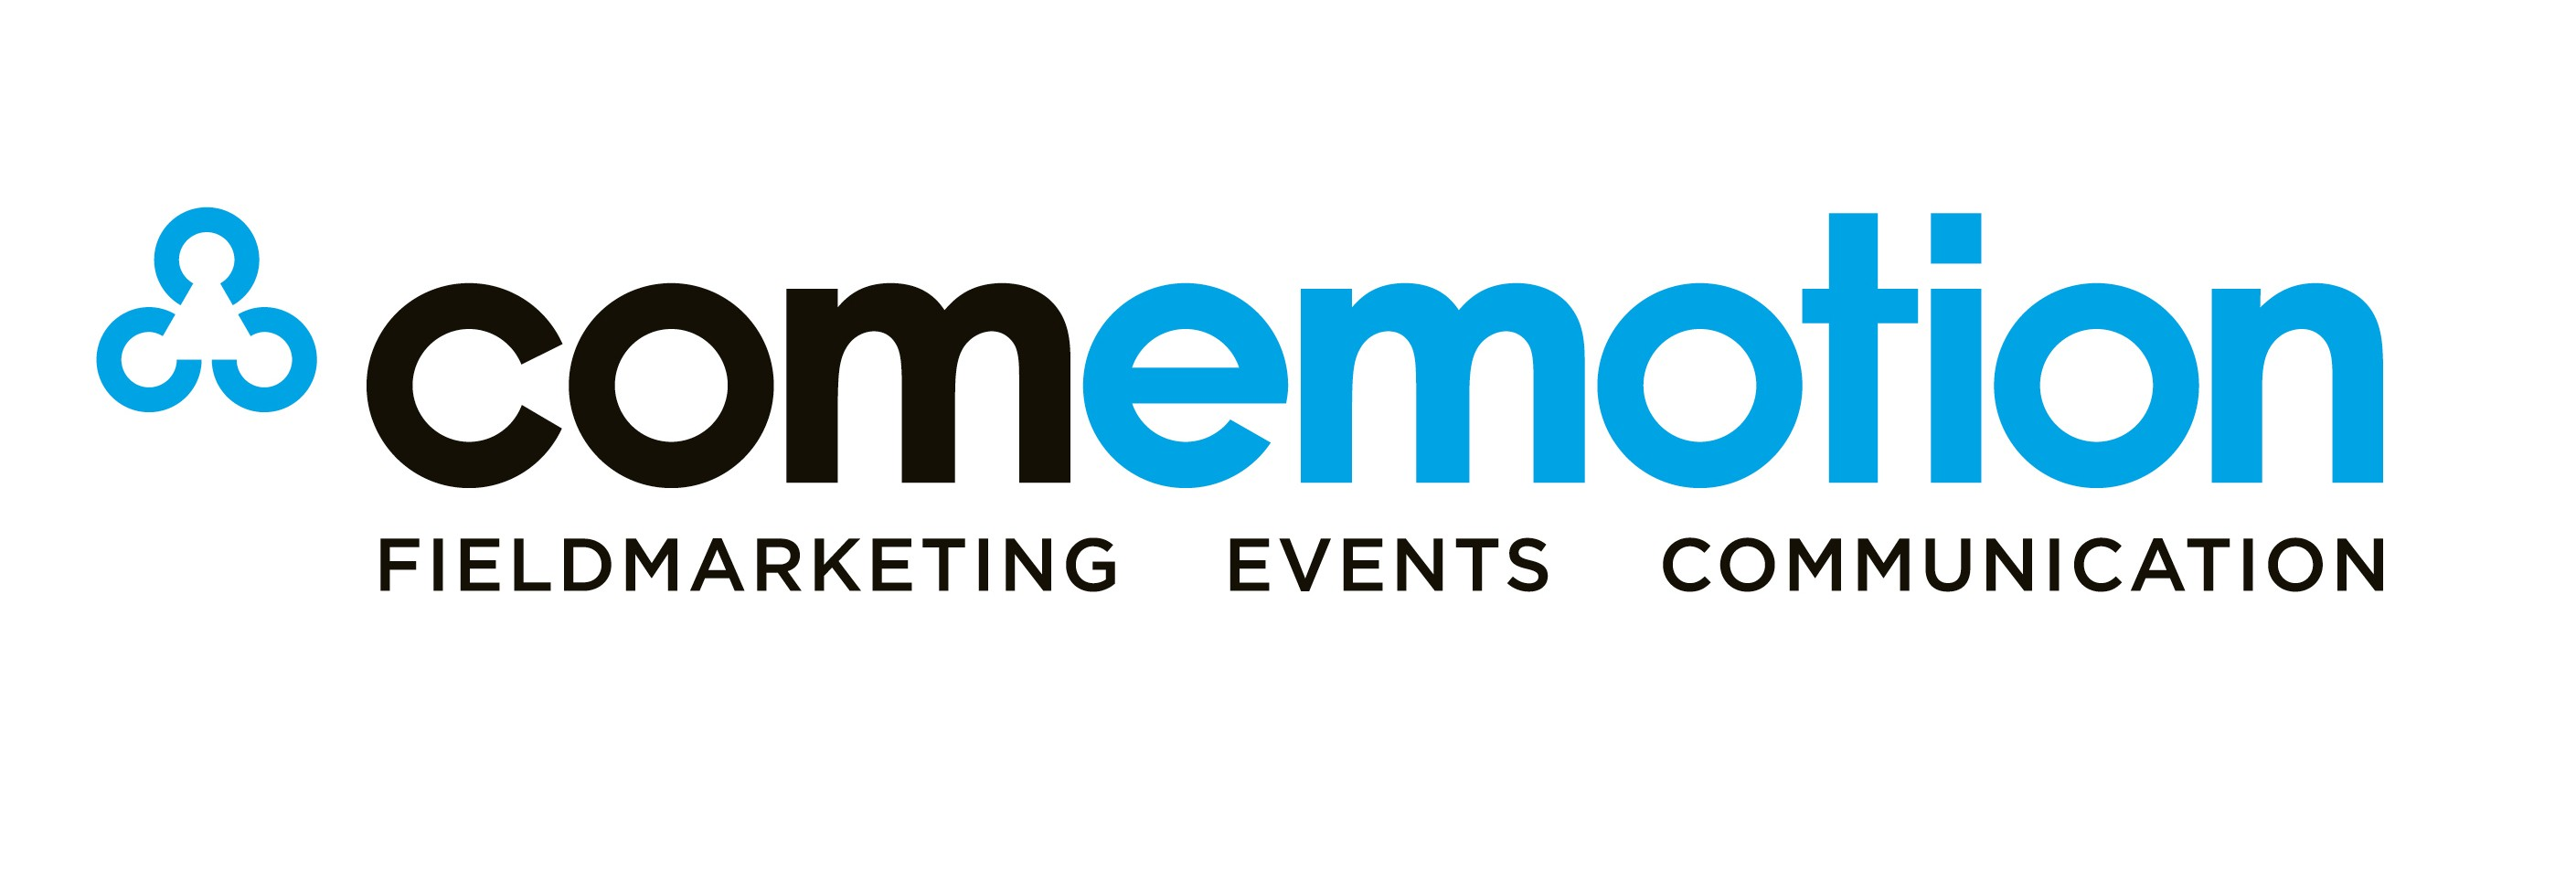 comemotion
FIELDMARKETING EVENTS COMMUNICATION